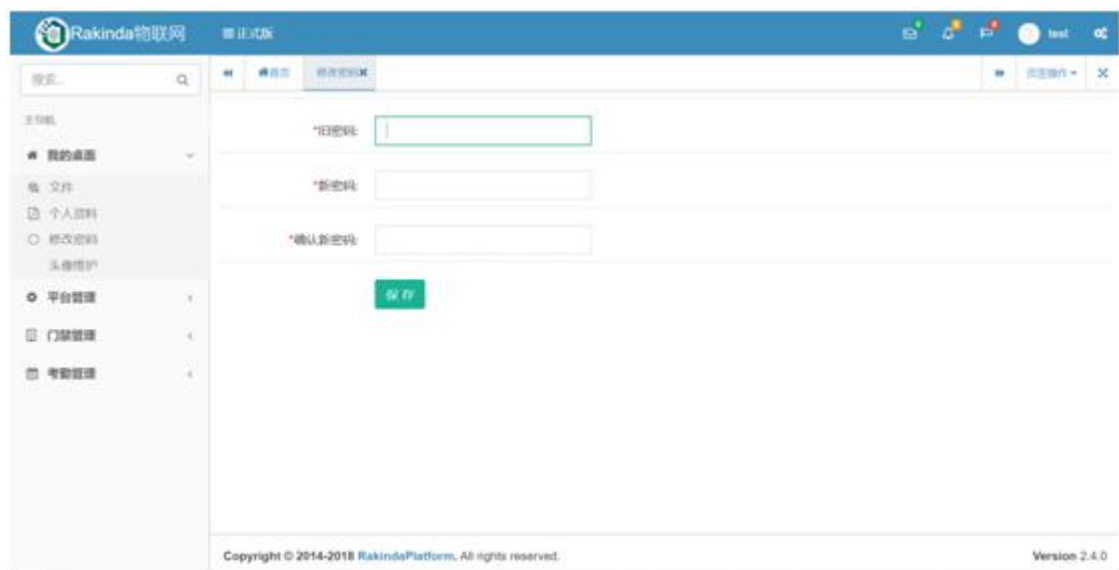 Rakinda物联网
正式版
test
搜索...
首页
修改密码
页签操作
主导航
我的桌面
文件
个人资料
修改密码
头像维护
平台管理
门禁管理
考勤管理
*旧密码:
*新密码:
*确认新密码:
保存
Copyright © 2014-2018 RakindaPlatform. All rights reserved.
Version 2.4.0